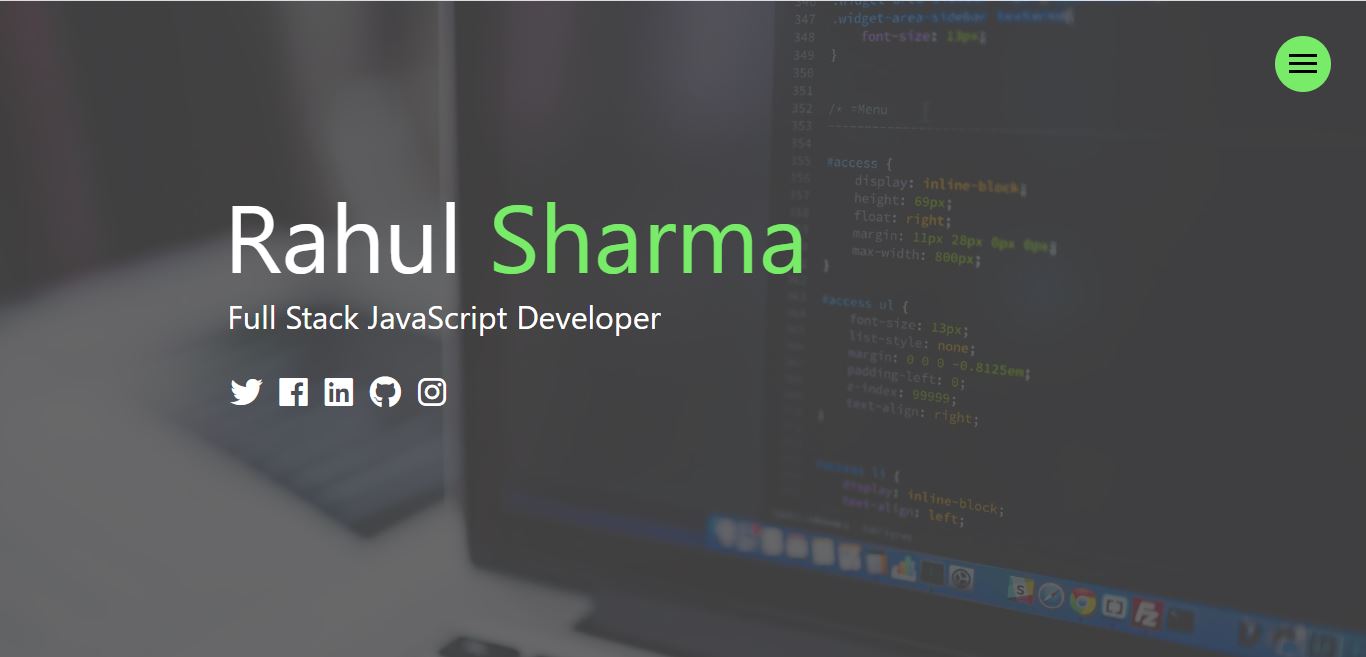 Rahul Sharma
Full Stack JavaScript Developer
347
.widget-area-sidebar textarea{
348 font-size: 13px;
349 }
350
351
352 /* =Menu
353 --------------------
354
355 #access {
356 display: inline-block;
height: 69px;
float: right;
margin: 11px 28px 0px 0px;
max-width: 800px;
}
#access ul {
font-size: 13px;
list-style: none;
margin: 0 0 0 -0.8125em;
padding-left: 0;
z-index: 99999;
text-align: right;
}
#access li {
display: inline-block;
text-align: left;